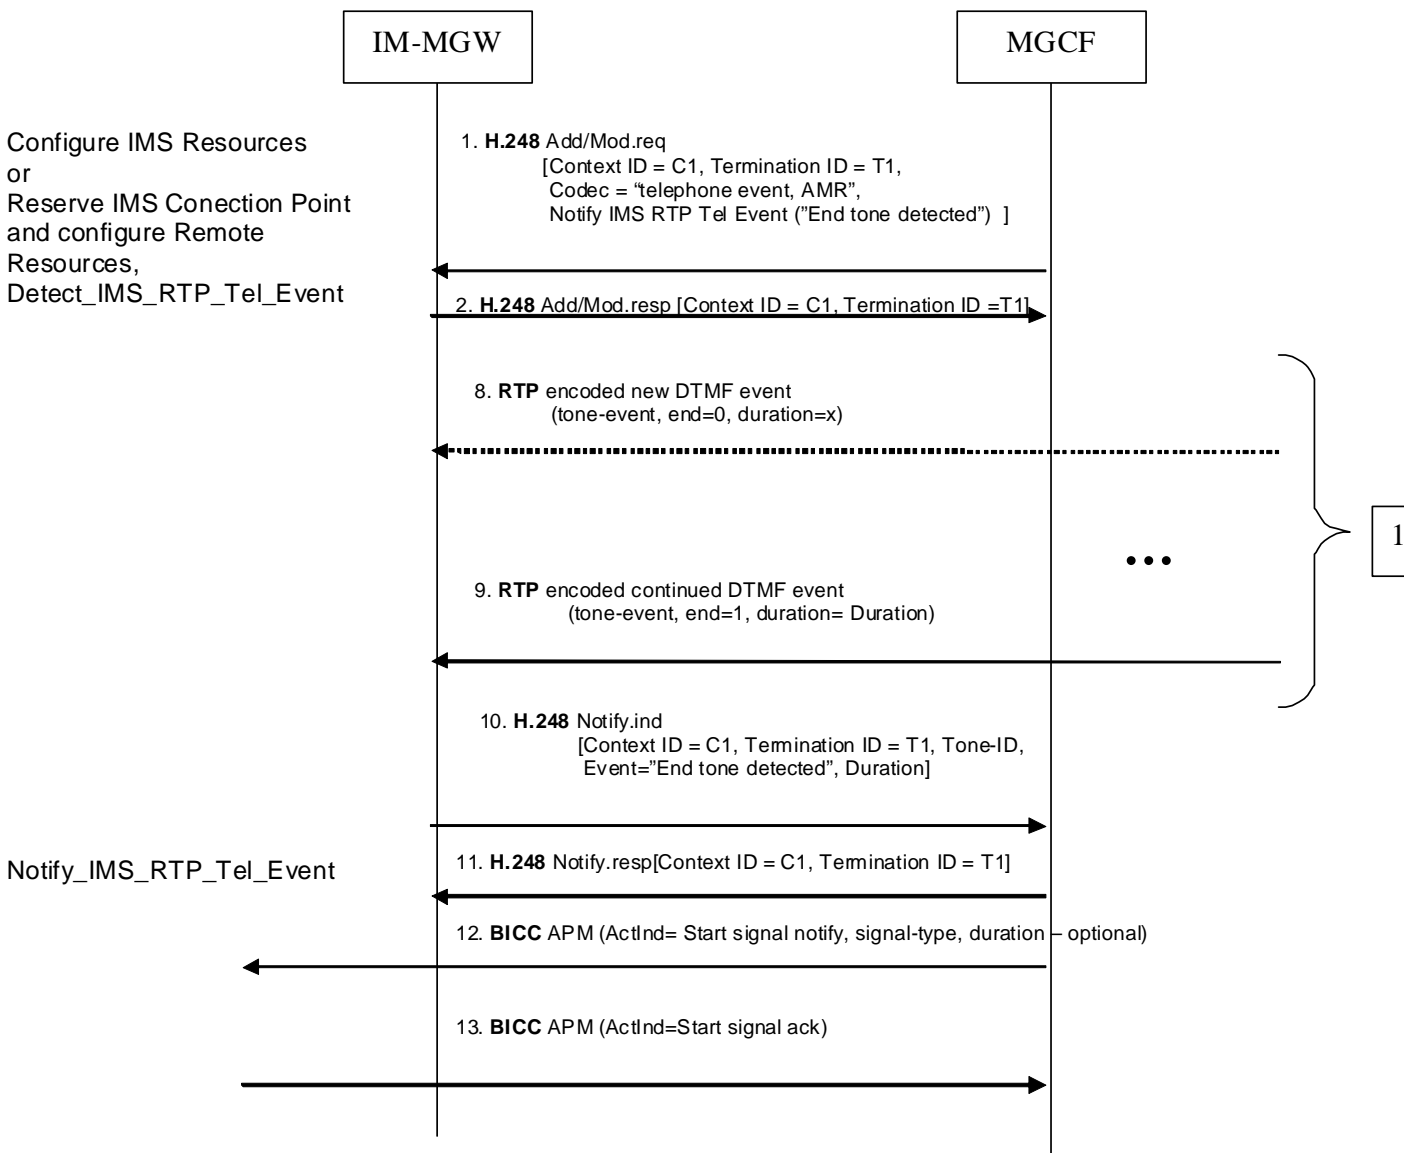 IM-MGW
MGCF
Configure IMS Resources
or
Reserve IMS Conection Point
and configure Remote
Resources,
Detect_IMS_RTP_Tel_Event
1. H.248 Add/Mod.req
[Context ID = C1, Termination ID = T1,
Codec = “telephone event, AMR”,
Notify IMS RTP Tel Event (”End tone detected”) ]
2. H.248 Add/Mod.resp [Context ID = C1, Termination ID =T1]
8. RTP encoded new DTMF event
(tone-event, end=0, duration=x)
...
1
9. RTP encoded continued DTMF event
(tone-event, end=1, duration= Duration)
10. H.248 Notify.ind
[Context ID = C1, Termination ID = T1, Tone-ID,
Event=”End tone detected”, Duration]
Notify_IMS_RTP_Tel_Event
11. H.248 Notify.resp[Context ID = C1, Termination ID = T1]
12. BICC APM (ActInd= Start signal notify, signal-type, duration – optional)
13. BICC APM (ActInd=Start signal ack)